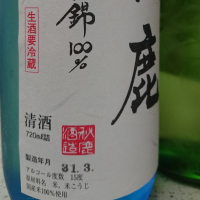 生酒要冷蔵
錦100%
鹿
清酒
720ml詰
秋鹿
酒造
製造年月
31.3.
アルコール度数 15度
原材料名 米、米こうじ
国産米100%使用